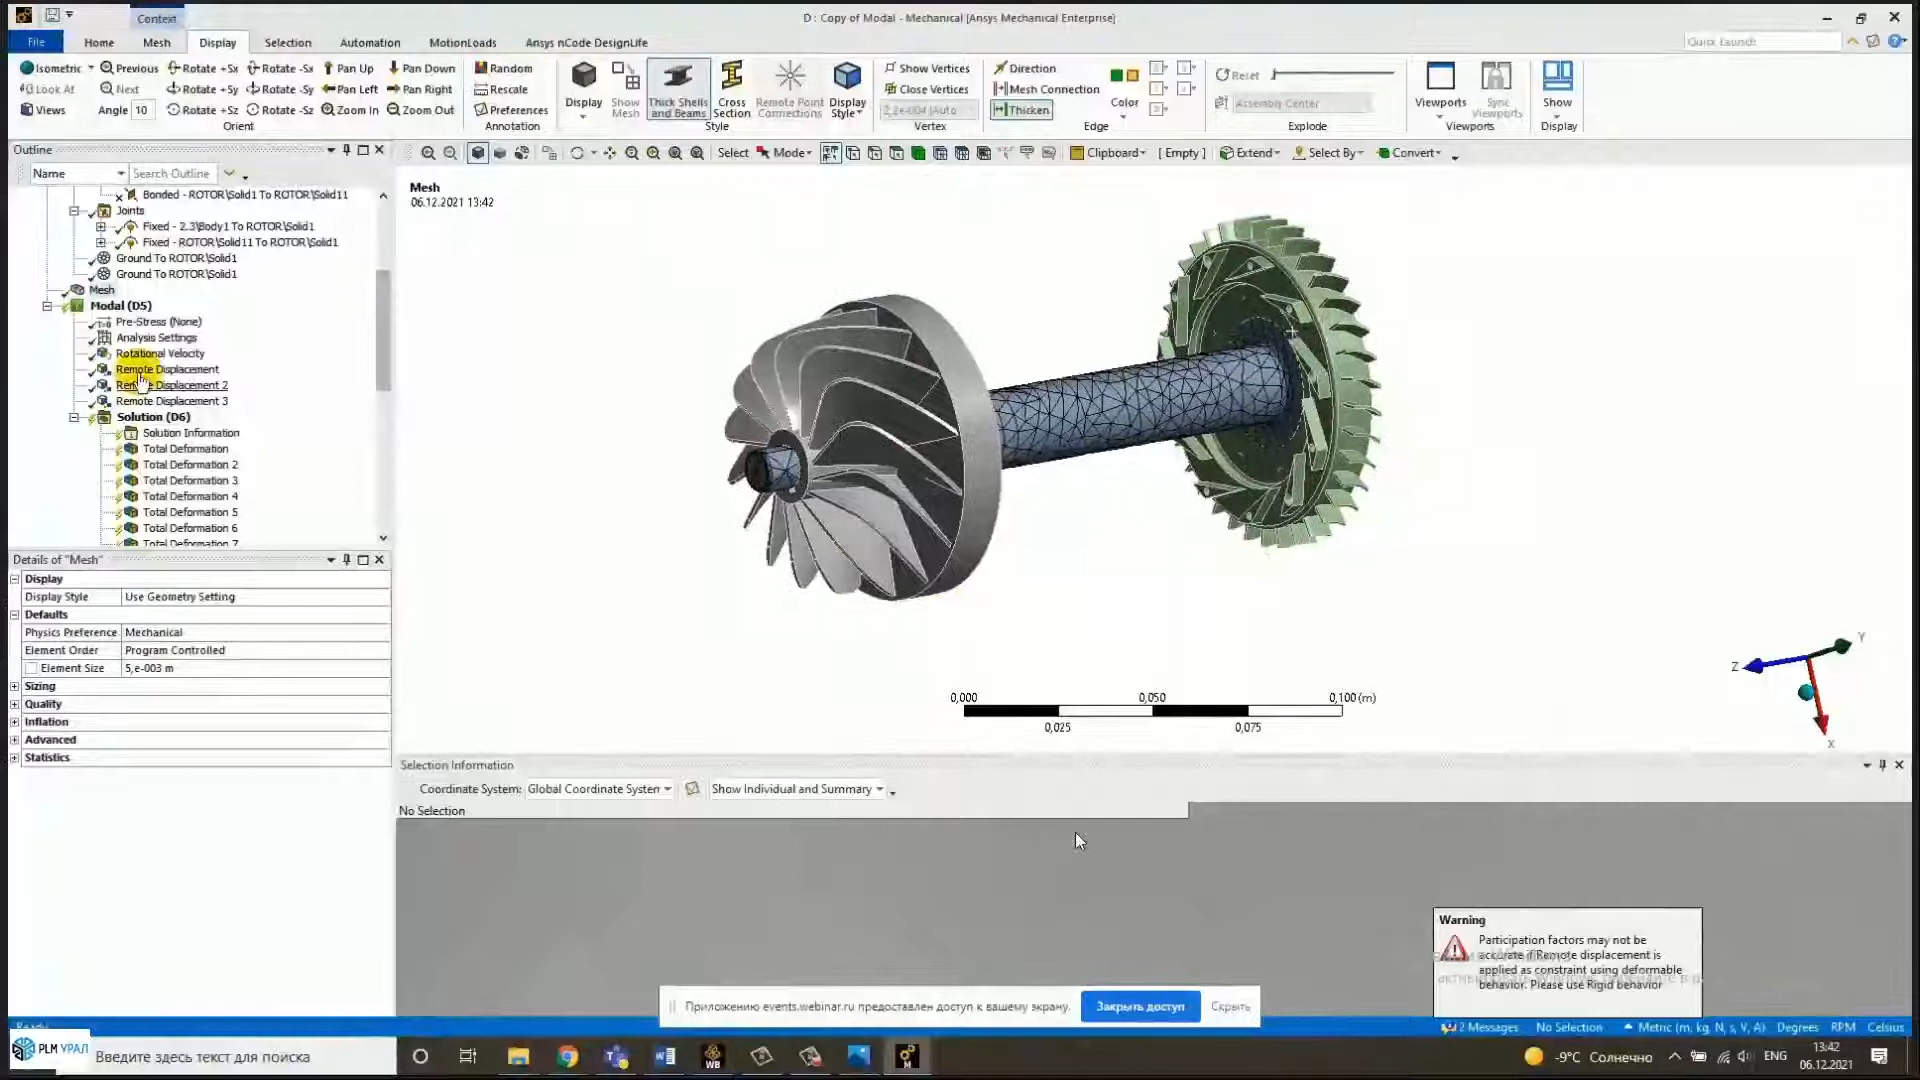 Context
D : Copy of Modal - Mechanical [Ansys Mechanical Enterprise]
File
Home
Mesh
Display
Selection
Automation
MotionLoads
Ansys nCode DesignLife
Quick Launch
Isometric
Previous
Rotate +Sx
Rotate -Sx
Pan Up
Pan Down
Look At
Next
Rotate +Sy
Rotate -Sy
Pan Left
Pan Right
Views
Angle 10
Rotate +Sz
Rotate -Sz
Zoom In
Zoom Out
Orient
Random
Rescale
Preferences
Annotation
Display
Show Mesh
Thick Shells and Beams
Cross Section
Remote Point Connections
Display Style
Style
Show Vertices
Close Vertices
2,2e-004 (Auto
Vertex
Direction
Mesh Connection
Thicken
Color
Edge
Reset
Assembly Center
Explode
Viewports
Sync Viewports
Viewports
Show
Display
Outline
Name
Search Outline
Select
Mode
Clipboard
[ Empty ]
Extend
Select By
Convert
Bonded - ROTOR\Solid1 To ROTOR\Solid11
Joints
Fixed - 2.3\Body1 To ROTOR\Solid1
Fixed - ROTOR\Solid11 To ROTOR\Solid1
Ground To ROTOR\Solid1
Ground To ROTOR\Solid1
Mesh
Modal (D5)
Pre-Stress (None)
Analysis Settings
Rotational Velocity
Remote Displacement
Remote Displacement 2
Remote Displacement 3
Solution (D6)
Solution Information
Total Deformation
Total Deformation 2
Total Deformation 3
Total Deformation 4
Total Deformation 5
Total Deformation 6
Total Deformation 7
Mesh
06.12.2021 13:42
Details of "Mesh"
Display
Display Style Use Geometry Setting
Defaults
Physics Preference Mechanical
Element Order Program Controlled
Element Size 5,e-003 m
Sizing
Quality
Inflation
Advanced
Statistics
0,000 0,050 0,100 (m)
0,025 0,075
Y
Z
X
Selection Information
Coordinate System: Global Coordinate System
Show Individual and Summary
No Selection
Warning
Participation factors may not be
accurate if Remote displacement is
applied as constraint using deformable
behavior. Please use Rigid behavior
Приложению events.webinar.ru предоставлен доступ к вашему экрану.
Закрыть доступ
Скрыть
Ready
2 Messages
No Selection
Metric (m, kg, N, s, V, A)
Degrees
RPM
Celsius
PLM УРАЛ
Введите здесь текст для поиска
WB
M
-9°C Солнечно
ENG
13:42
06.12.2021